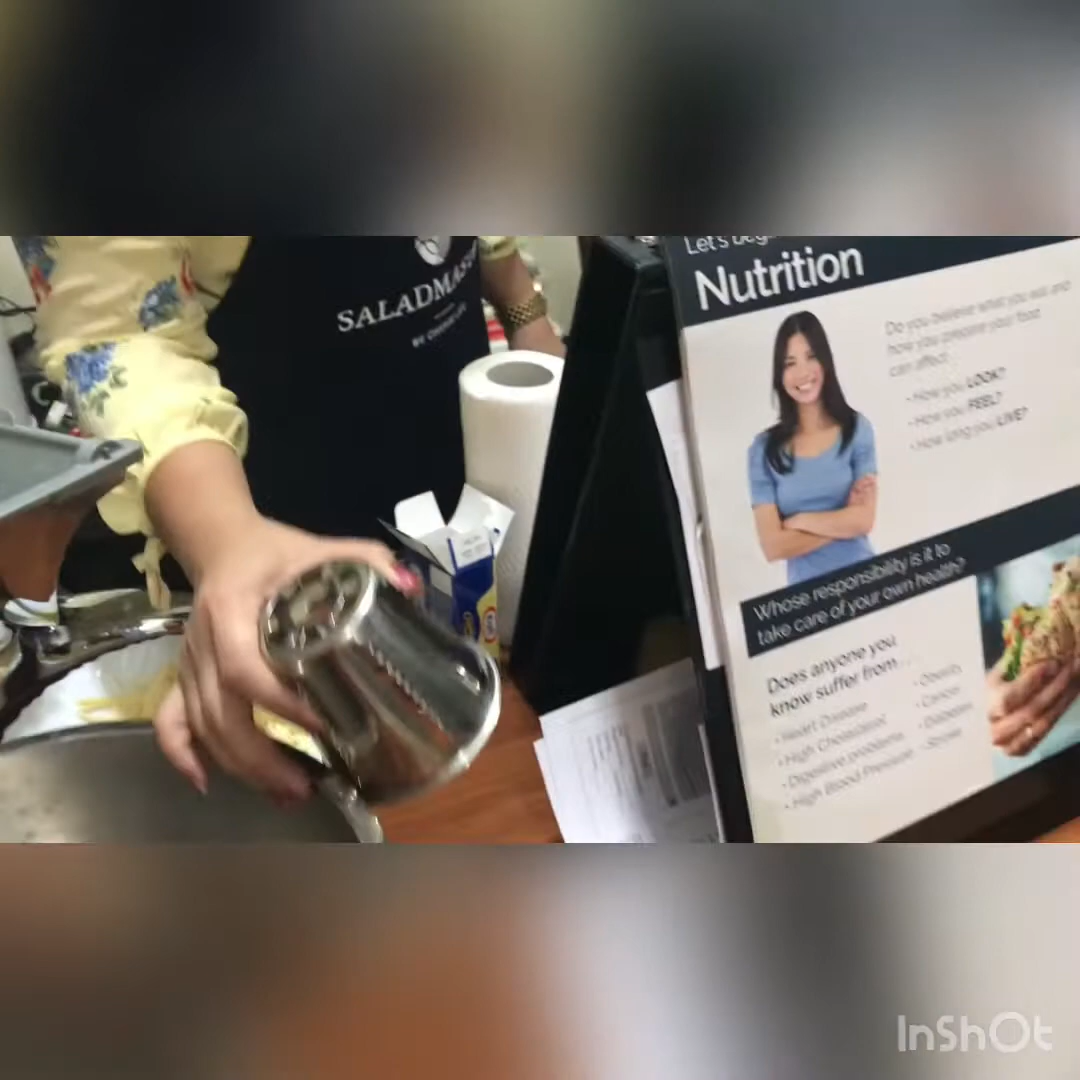 SALADMAS
Let's beg
Nutrition
Do you believe what you eat and
how you prepare your food
can affect
• How you LOOK?
• How you FEEL?
• How long you LIVE?
Whose responsibility is it to
take care of your own health?
Does anyone you
know suffer from...
• Heart Disease
• High Cholesterol
• Digestive problems
• High Blood Pressure
• Obesity
• Cancer
• Diabetes
• Stroke
InShOt